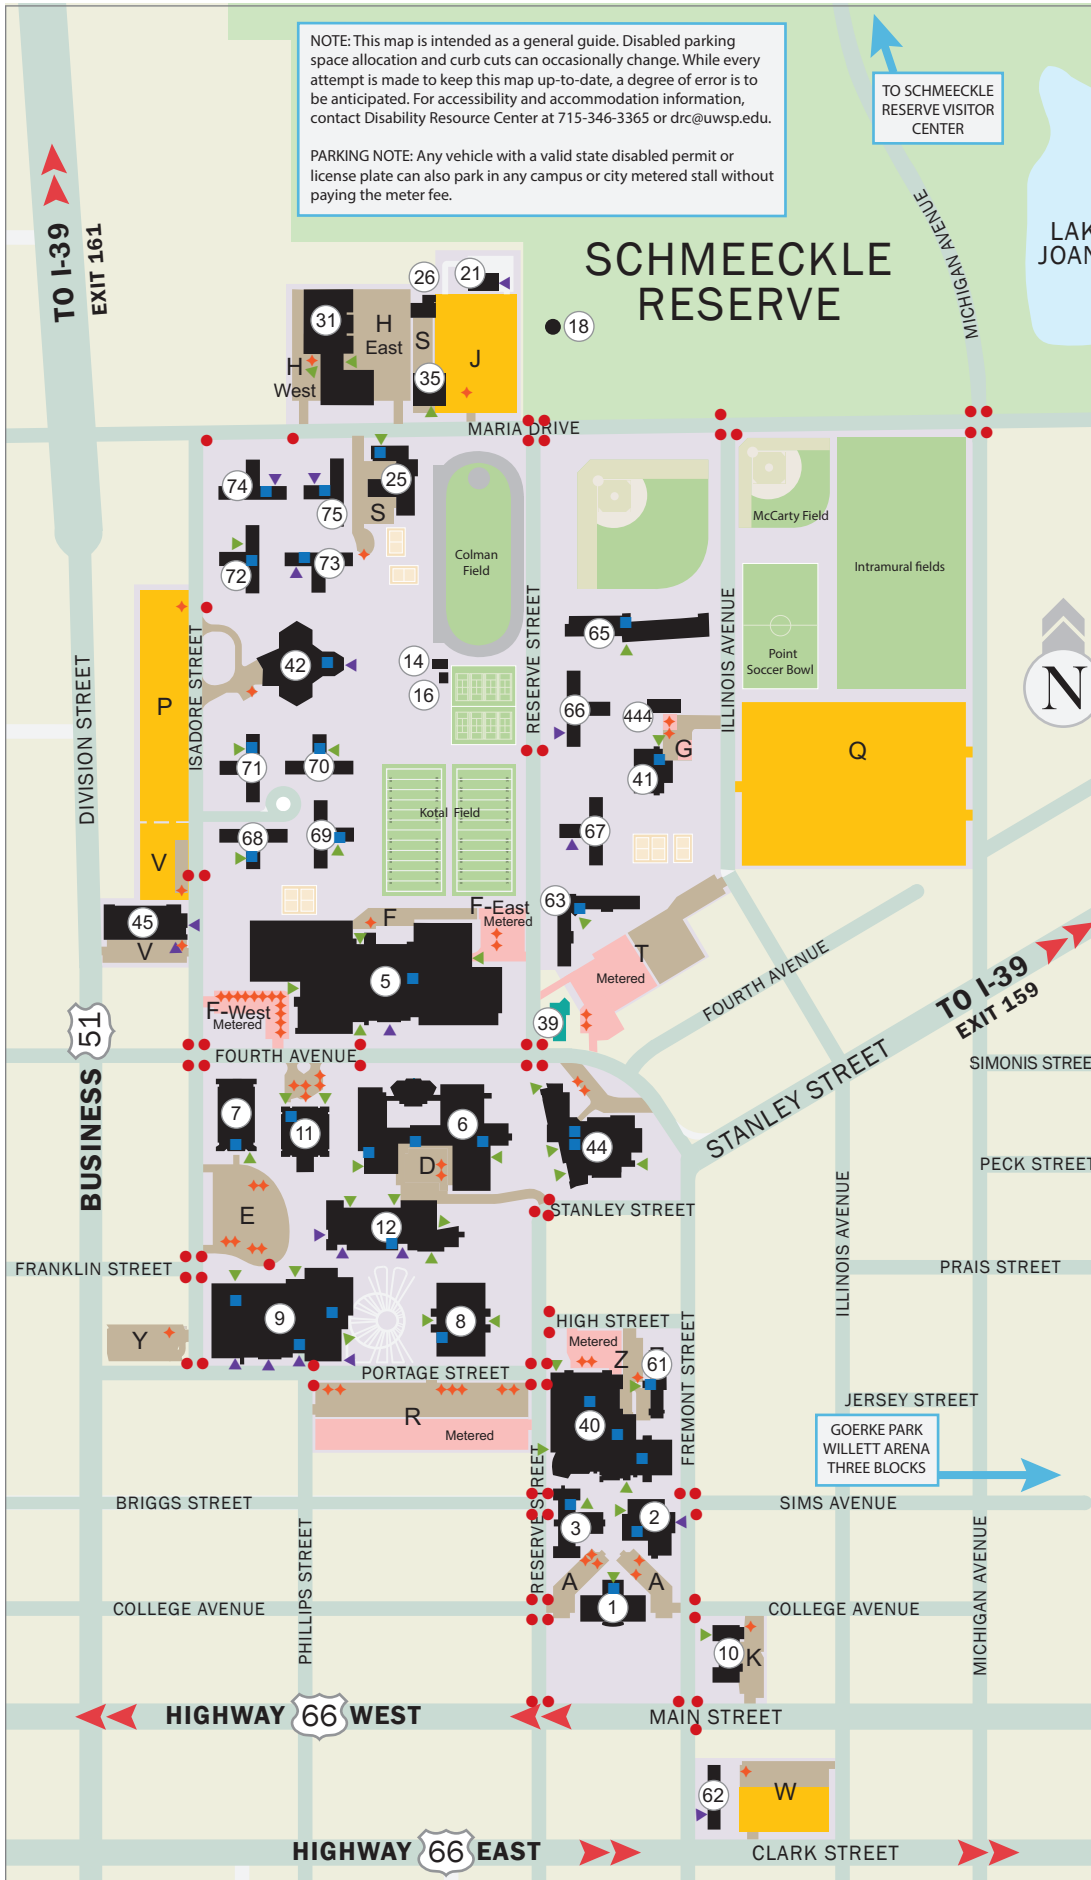 NOTE: This map is intended as a general guide. Disabled parking
space allocation and curb cuts can occasionally change. While every
attempt is made to keep this map up-to-date, a degree of error is to
be anticipated. For accessibility and accommodation information,
contact Disability Resource Center at 715-346-3365 or drc@uwsp.edu.
PARKING NOTE: Any vehicle with a valid state disabled permit or
license plate can also park in any campus or city metered stall without
paying the meter fee.
TO SCHMEECKLE
RESERVE VISITOR
CENTER
TO I-39
EXIT 161
MICHIGAN AVENUE
LAK
JOAN
SCHMEECKLE
RESERVE
26
21
31
H
East
S
J
18
H
West
35
MARIA DRIVE
74
75
25
S
72
73
Colman
Field
McCarty Field
Intramural fields
Point
Soccer Bowl
65
ISADORE STREET
RESERVE STREET
ILLINOIS AVENUE
DIVISION STREET
42
14
16
66
444
G
41
P
Q
N
71
70
68
69
Kotal Field
67
V
45
V
63
F
F-East
Metered
T
Metered
5
F-West
Metered
39
FOURTH AVENUE
TO I-39
EXIT 159
BUSINESS
51
FOURTH AVENUE
SIMONIS STREE
STANLEY STREET
7
11
6
D
44
PECK STREET
E
12
STANLEY STREET
ILLINOIS AVENUE
FRANKLIN STREET
PRAIS STREET
9
8
HIGH STREET
Y
Metered
Z
61
PORTAGE STREET
FREMONT STREET
JERSEY STREET
R
Metered
40
GOERKE PARK
WILLETT ARENA
THREE BLOCKS
BRIGGS STREET
RESERVE STREET
SIMS AVENUE
3
2
PHILLIPS STREET
MICHIGAN AVENUE
A
A
1
COLLEGE AVENUE
COLLEGE AVENUE
10
K
HIGHWAY 66 WEST
MAIN STREET
62
W
HIGHWAY 66 EAST
CLARK STREET